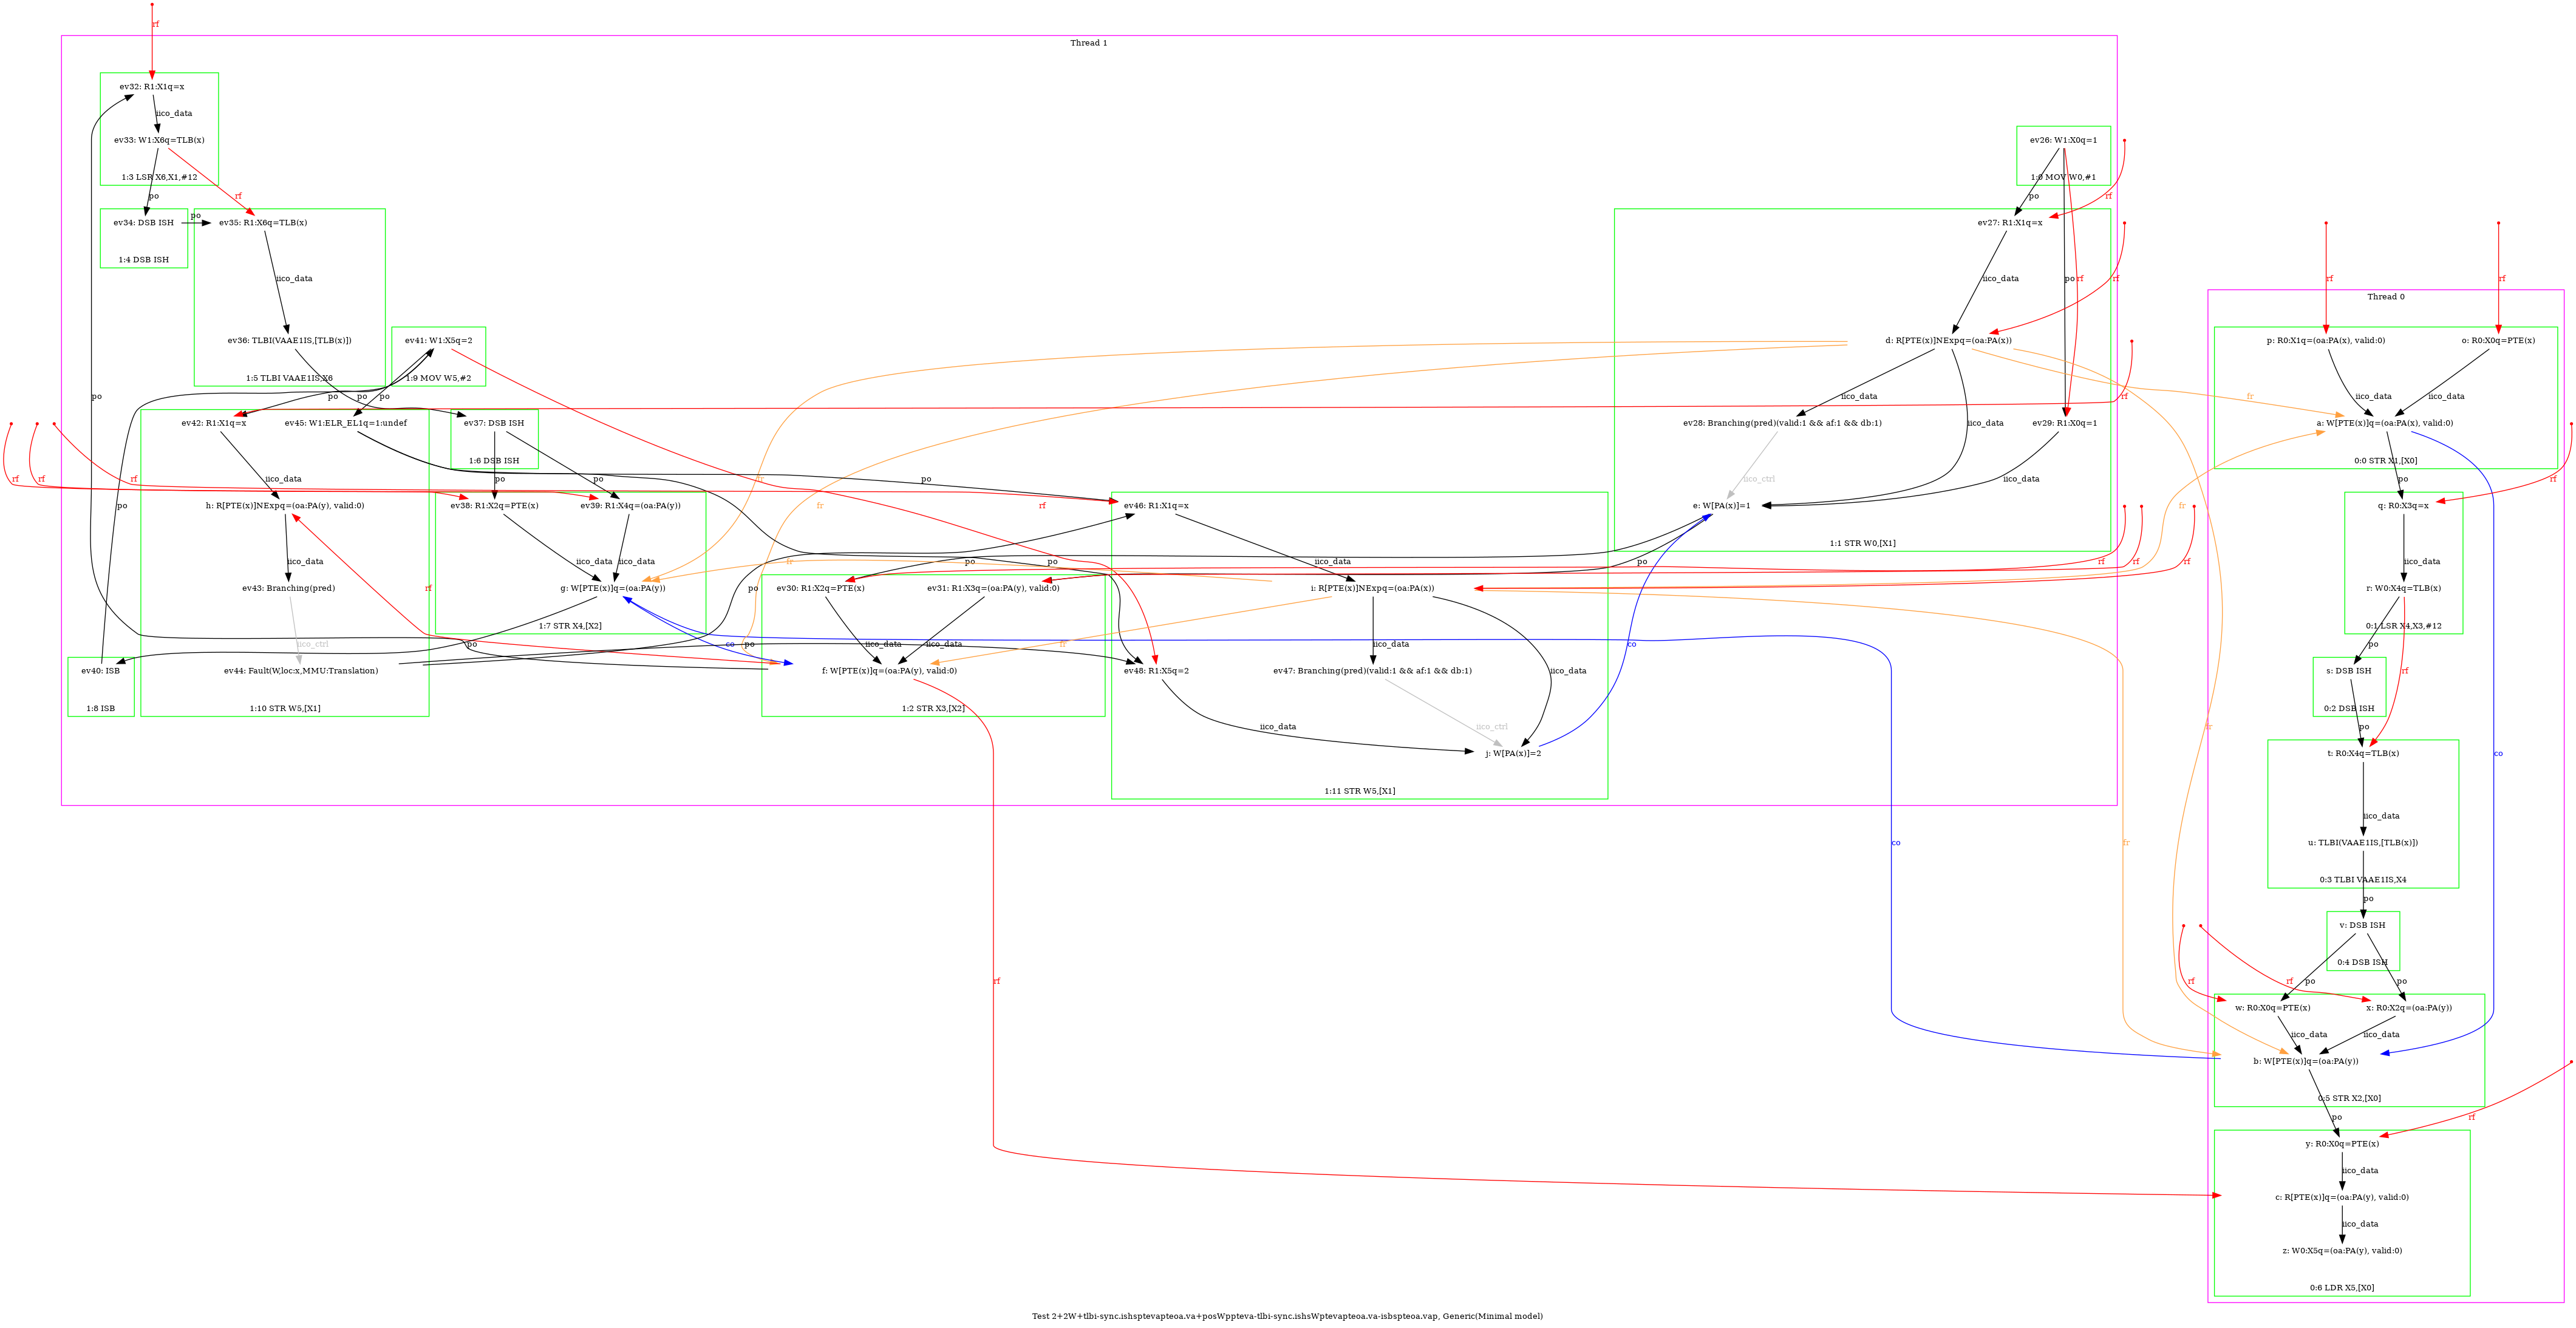 rf
Thread 1
ev32: R1:X1q=x
iico_data
ev33: W1:X6q=TLB(x)
1:3 LSR X6,X1,#12
po
rf
ev34: DSB ISH
po
1:4 DSB ISH
ev35: R1:X6q=TLB(x)
iico_data
ev36: TLBI(VAAE1IS,[TLB(x)])
1:5 TLBI VAAE1IS,X6
ev41: W1:X5q=2
1:9 MOV W5,#2
po
po
po
po
ev42: R1:X1q=x
ev45: W1:ELR_EL1q=1:undef
iico_data
h: R[PTE(x)]NExpq=(oa:PA(y), valid:0)
iico_data
ev43: Branching(pred)
iico_ctrl
ev44: Fault(W,loc:x,MMU:Translation)
1:10 STR W5,[X1]
ev37: DSB ISH
1:6 DSB ISH
po
po
rf
rf
rf
ev38: R1:X2q=PTE(x)
ev39: R1:X4q=(oa:PA(y))
iico_data
iico_data
g: W[PTE(x)]q=(oa:PA(y))
1:7 STR X4,[X2]
po
po
ev40: ISB
1:8 ISB
rf
co
po
po
fr
fr
fr
ev30: R1:X2q=PTE(x)
ev31: R1:X3q=(oa:PA(y), valid:0)
iico_data
iico_data
f: W[PTE(x)]q=(oa:PA(y), valid:0)
1:2 STR X3,[X2]
po
po
po
po
rf
fr
ev46: R1:X1q=x
iico_data
i: R[PTE(x)]NExpq=(oa:PA(x))
iico_data
iico_data
ev48: R1:X5q=2
ev47: Branching(pred)(valid:1 && af:1 && db:1)
iico_data
iico_ctrl
j: W[PA(x)]=2
1:11 STR W5,[X1]
co
ev26: W1:X0q=1
1:0 MOV W0,#1
po
rf
ev27: R1:X1q=x
iico_data
po
rf
rf
d: R[PTE(x)]NExpq=(oa:PA(x))
iico_data
iico_data
ev28: Branching(pred)(valid:1 && af:1 && db:1)
ev29: R1:X0q=1
iico_ctrl
iico_data
e: W[PA(x)]=1
1:1 STR W0,[X1]
rf
rf
rf
rf
fr
fr
fr
fr
co
co
rf
rf
rf
Thread 0
p: R0:X1q=(oa:PA(x), valid:0)
o: R0:X0q=PTE(x)
iico_data
iico_data
a: W[PTE(x)]q=(oa:PA(x), valid:0)
0:0 STR X1,[X0]
po
rf
q: R0:X3q=x
iico_data
r: W0:X4q=TLB(x)
0:1 LSR X4,X3,#12
po
rf
s: DSB ISH
0:2 DSB ISH
po
t: R0:X4q=TLB(x)
iico_data
u: TLBI(VAAE1IS,[TLB(x)])
0:3 TLBI VAAE1IS,X4
po
v: DSB ISH
0:4 DSB ISH
rf
po
rf
po
w: R0:X0q=PTE(x)
x: R0:X2q=(oa:PA(y))
iico_data
iico_data
b: W[PTE(x)]q=(oa:PA(y))
0:5 STR X2,[X0]
po
rf
y: R0:X0q=PTE(x)
iico_data
c: R[PTE(x)]q=(oa:PA(y), valid:0)
iico_data
z: W0:X5q=(oa:PA(y), valid:0)
0:6 LDR X5,[X0]
Test 2+2W+tlbi-sync.ishsptevapteoa.va+posWppteva-tlbi-sync.ishsWptevapteoa.va-isbspteoa.vap, Generic(Minimal model)